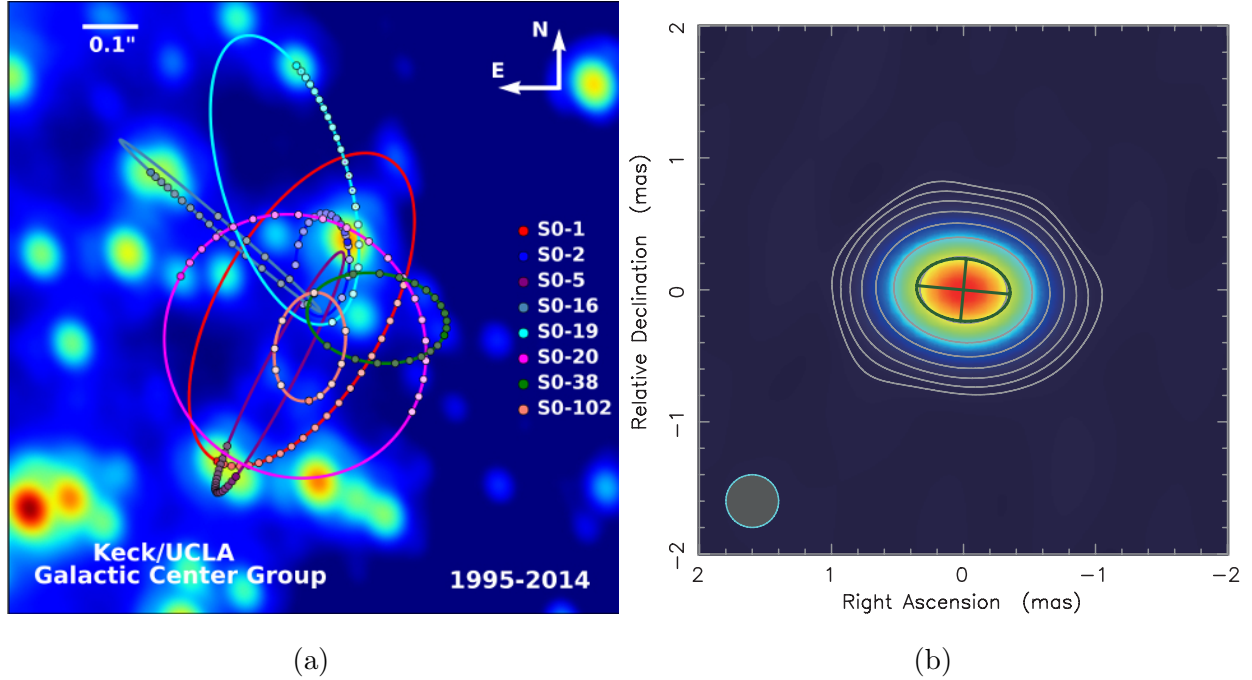 0.1"
N
E
S0-1
S0-2
S0-5
S0-16
S0-19
S0-20
S0-38
S0-102
Keck/UCLA
Galactic Center Group
1995-2014
(a)
2
1
0
−1
−2
Relative Declination (mas)
2
1
0
−1
−2
Right Ascension (mas)
(b)